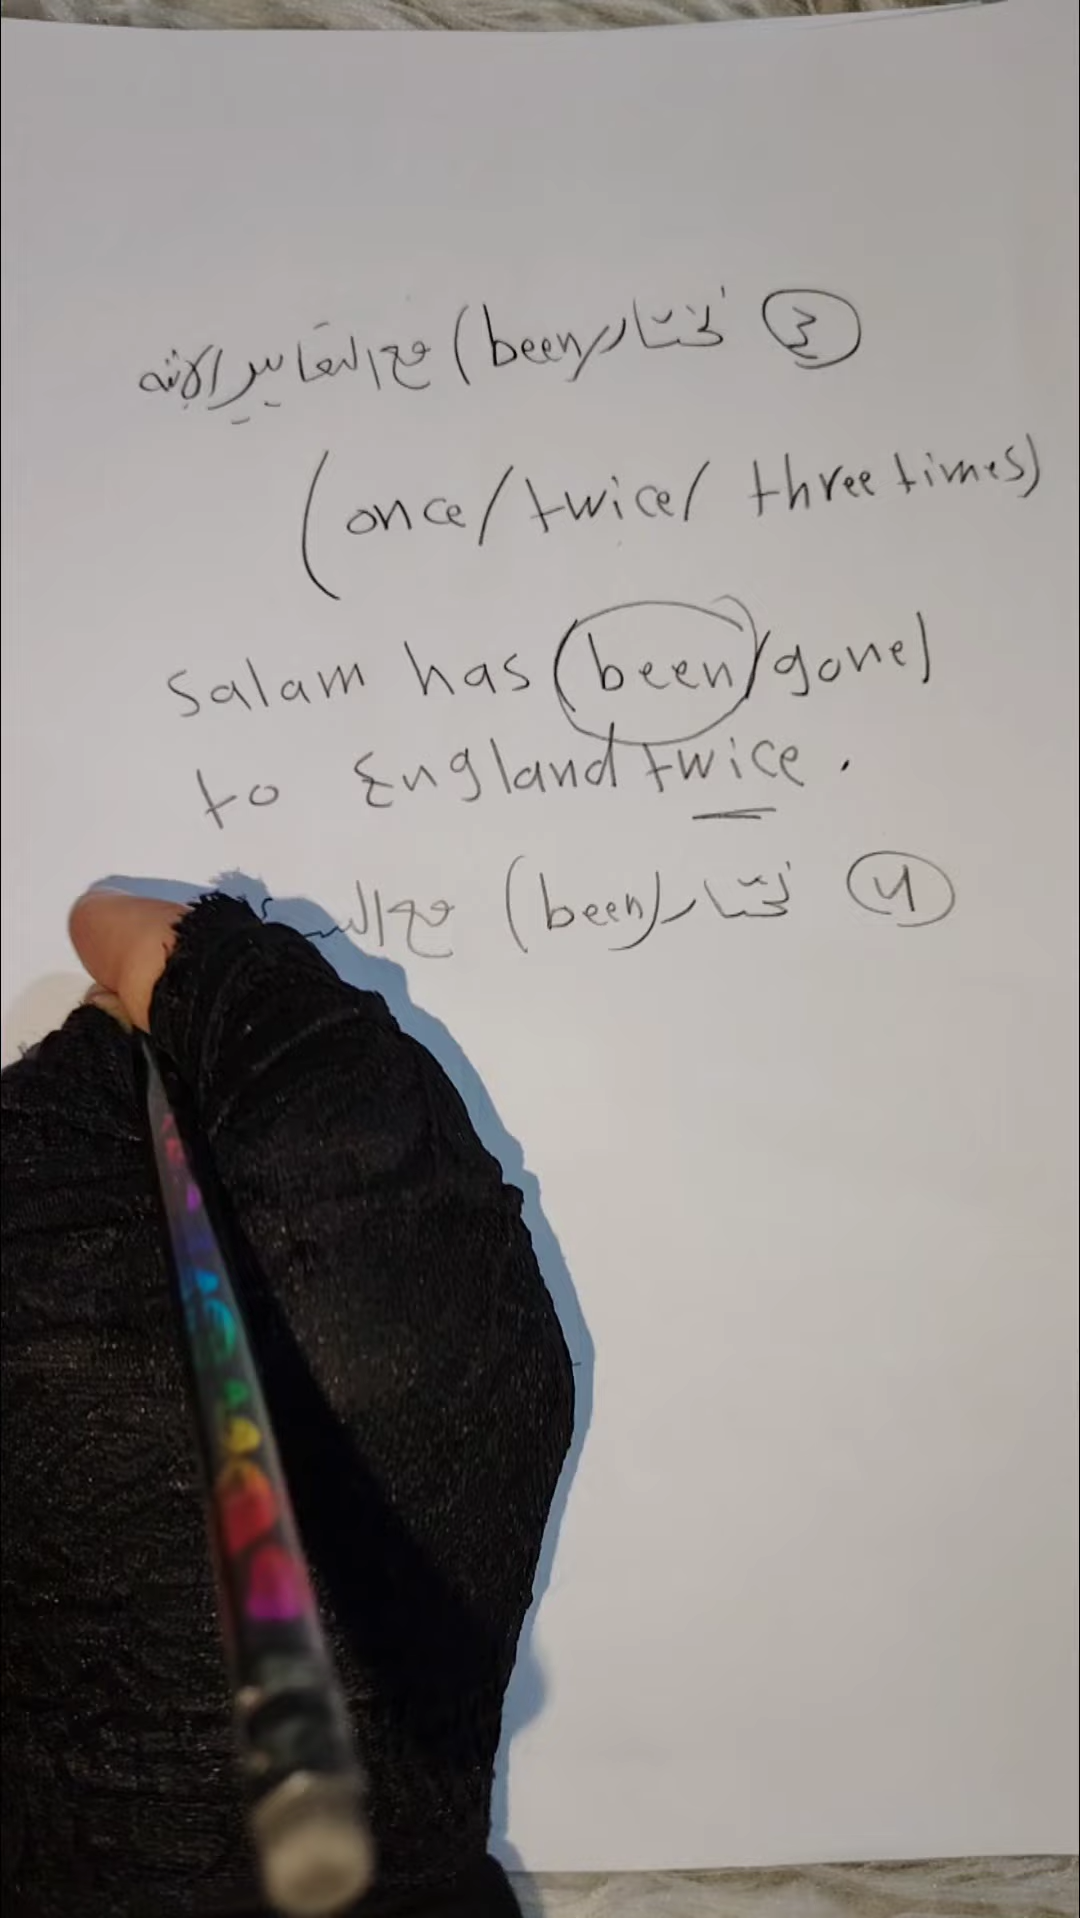 ③ نختار (been) مع التعابير الاتيه
(once/twice/ three times)
Salam has (been/gone)
to England twice.
④ نختار (been) مع